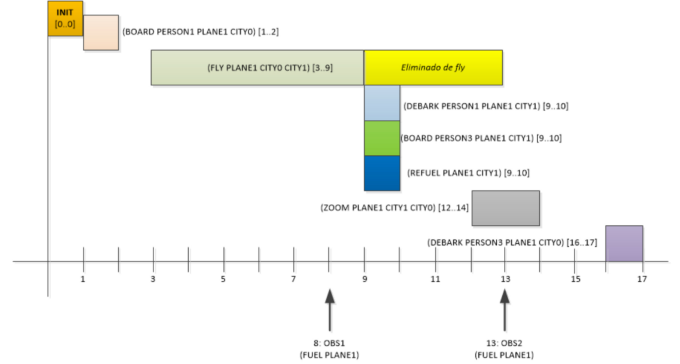 INIT
[0..0]
(BOARD PERSON1 PLANE1 CITY0) [1..2]
(FLY PLANE1 CITY0 CITY1) [3..9]
Eliminado de fly
(DEBARK PERSON1 PLANE1 CITY1) [9..10]
(BOARD PERSON3 PLANE1 CITY1) [9..10]
(REFUEL PLANE1 CITY1) [9..10]
(ZOOM PLANE1 CITY1 CITY0) [12..14]
(DEBARK PERSON3 PLANE1 CITY0) [16..17]
1 3 5 7 9 11 13 15 17
8: OBS1 13: OBS2
(FUEL PLANE1) (FUEL PLANE1)